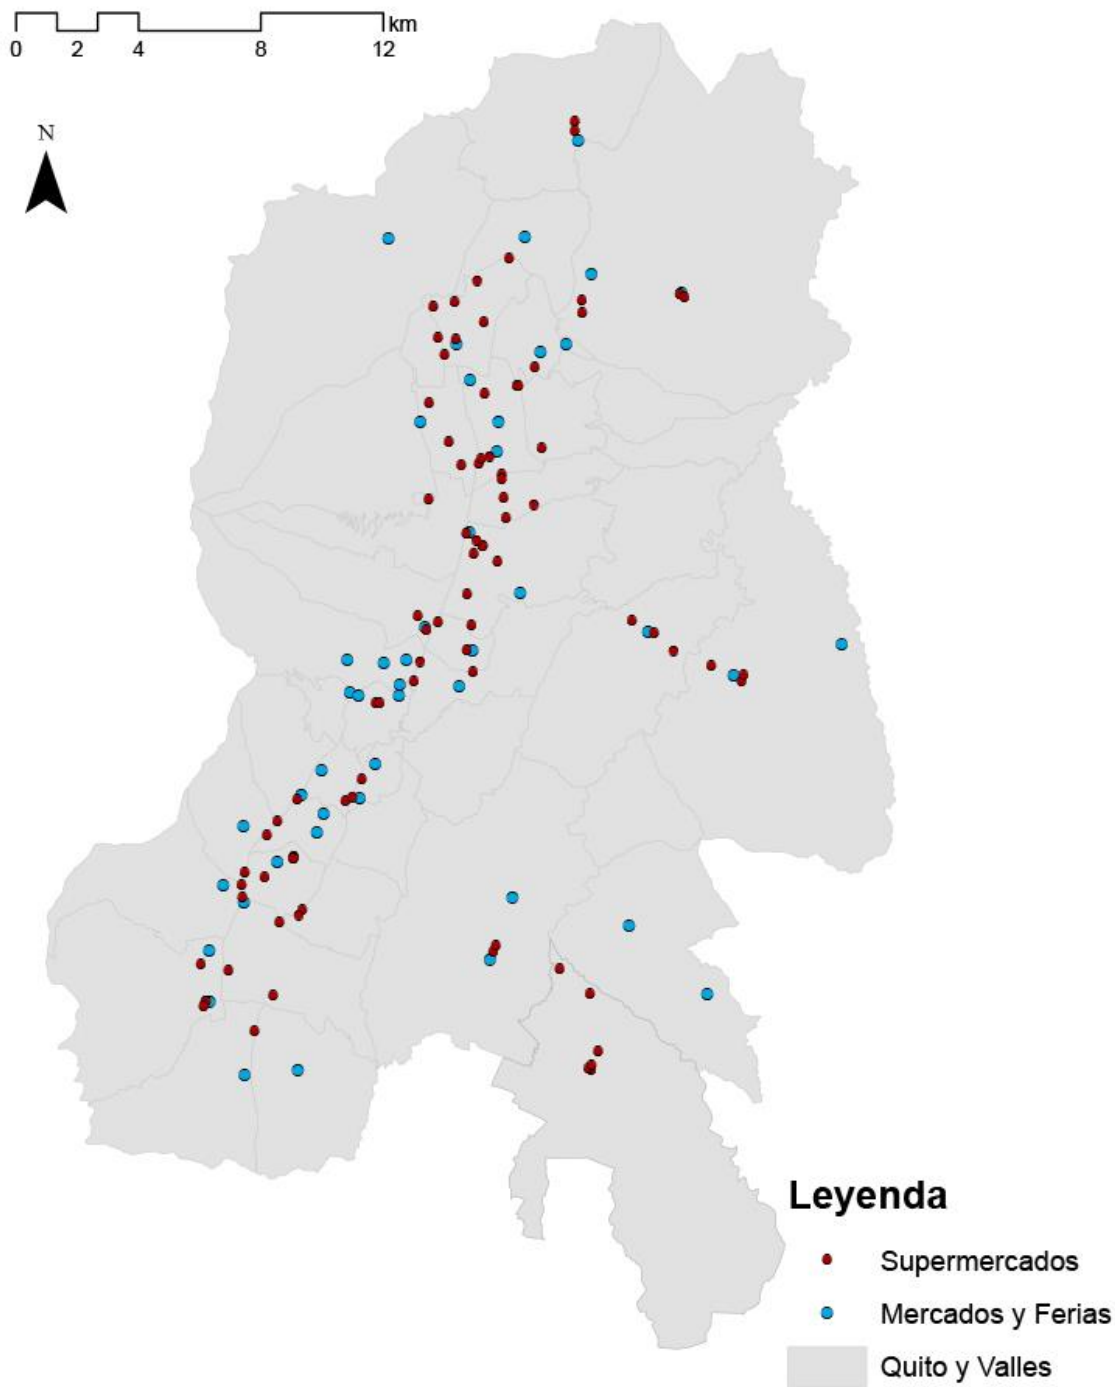 km
0 2 4 8 12
N
Leyenda
Supermercados
Mercados y Ferias
Quito y Valles